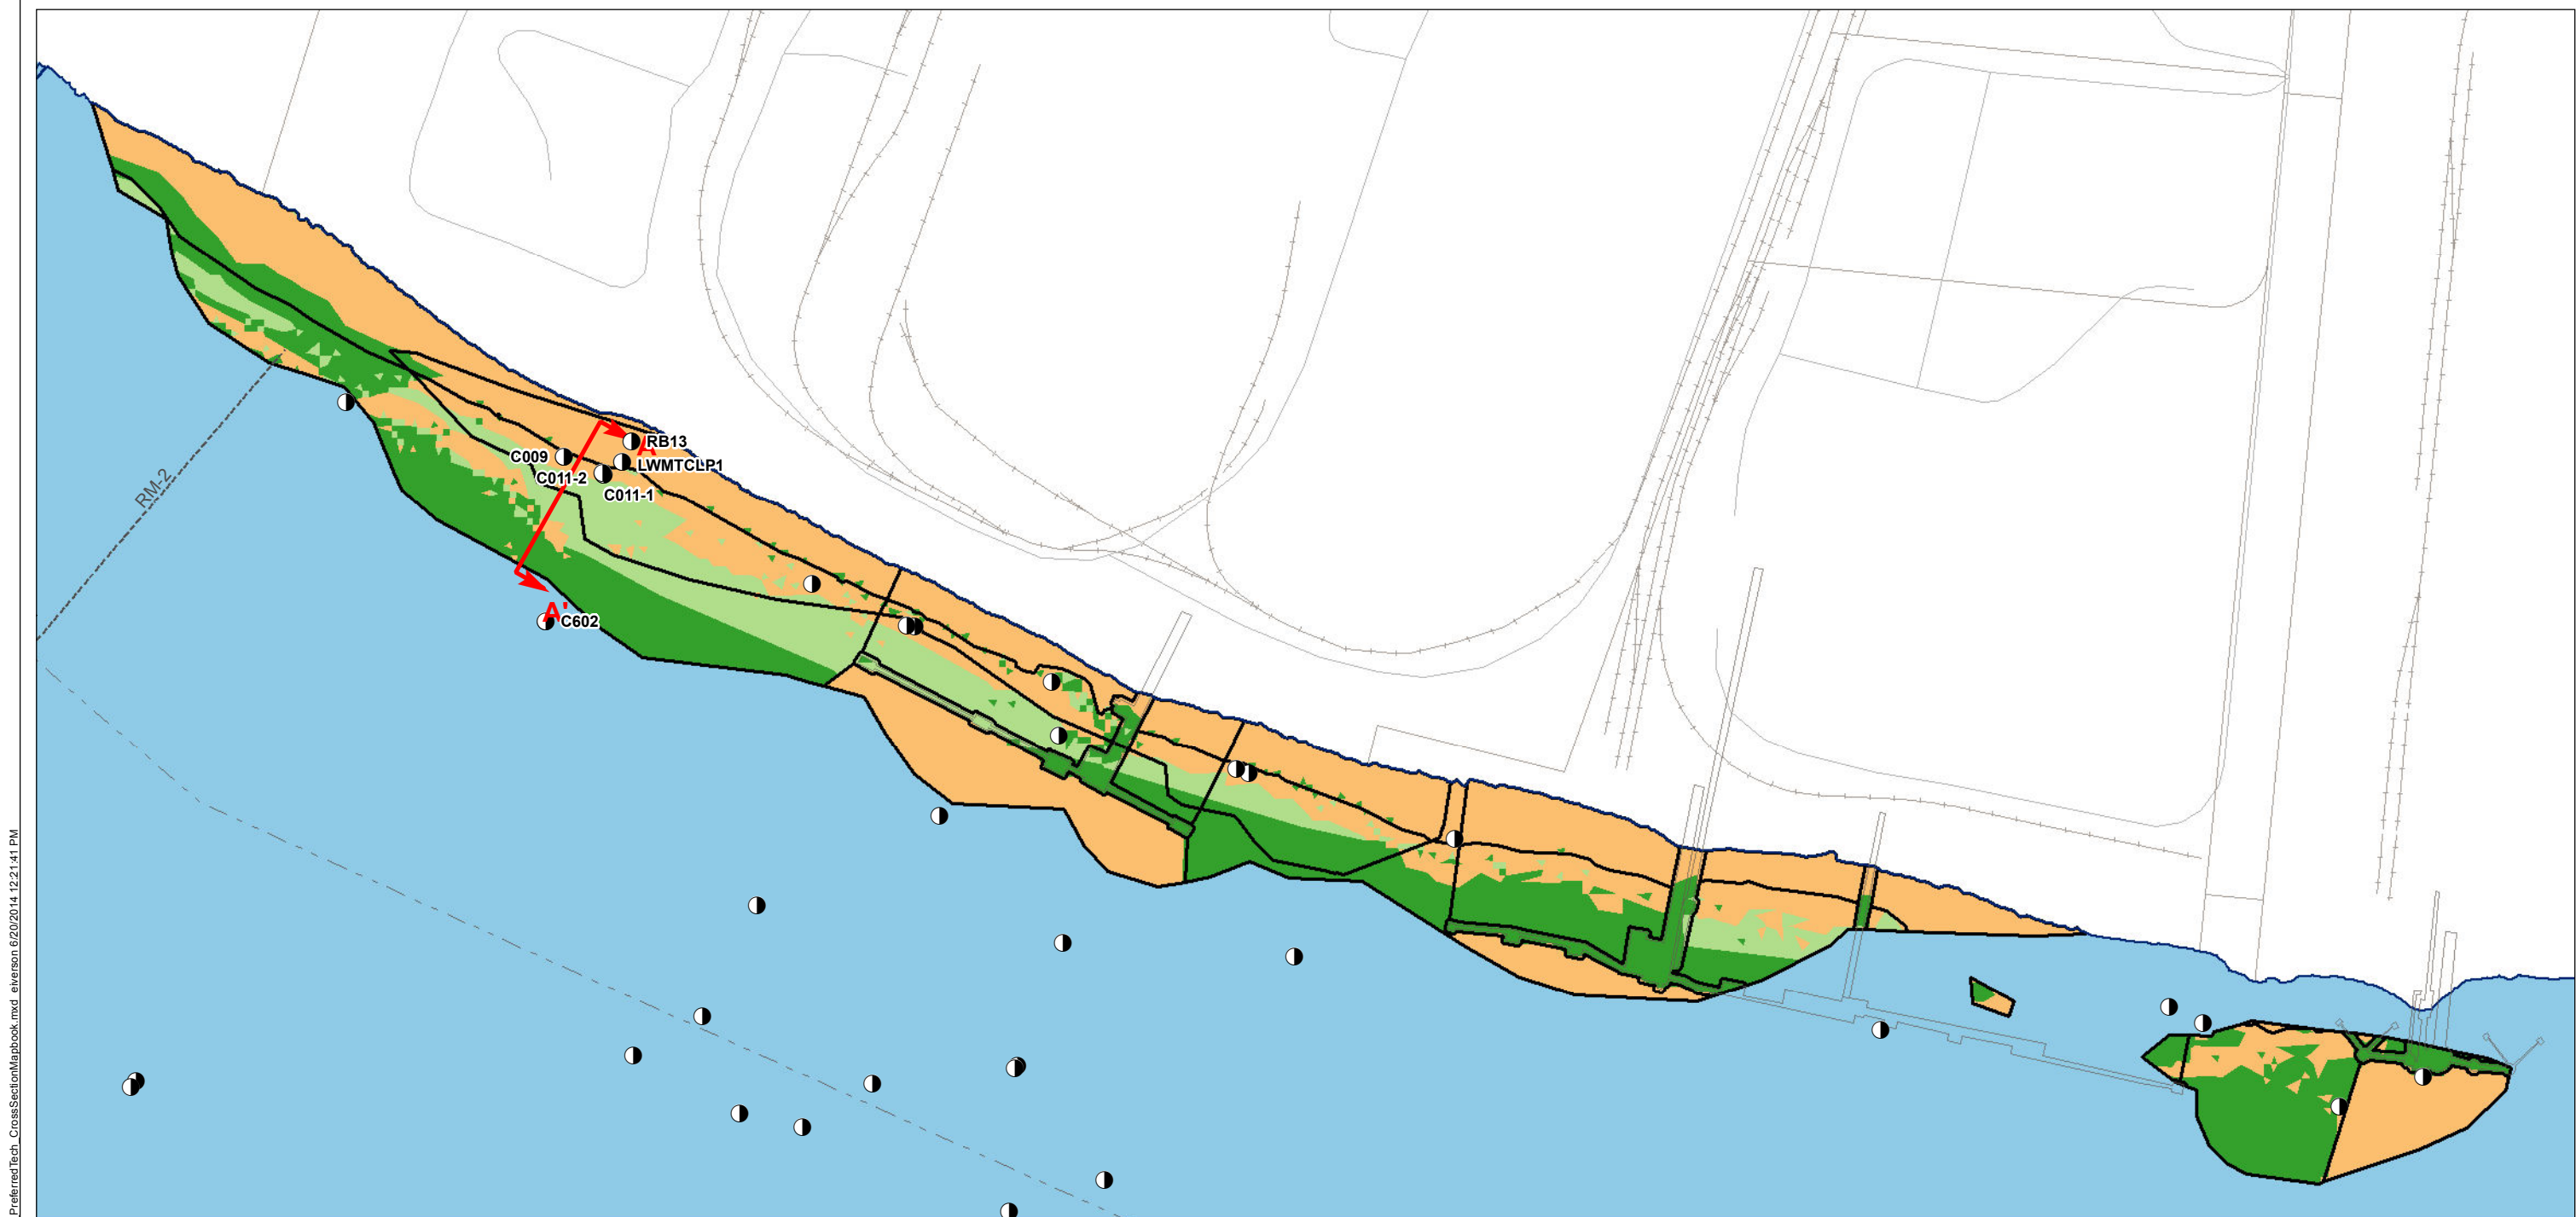 RM-2
RB13
A
C009
LWMTCLP1
C011-2
C011-1
A'
C602
PreferredTech_CrossSectionMapbook.mxd eiverson 6/20/2014 12:21:41 PM